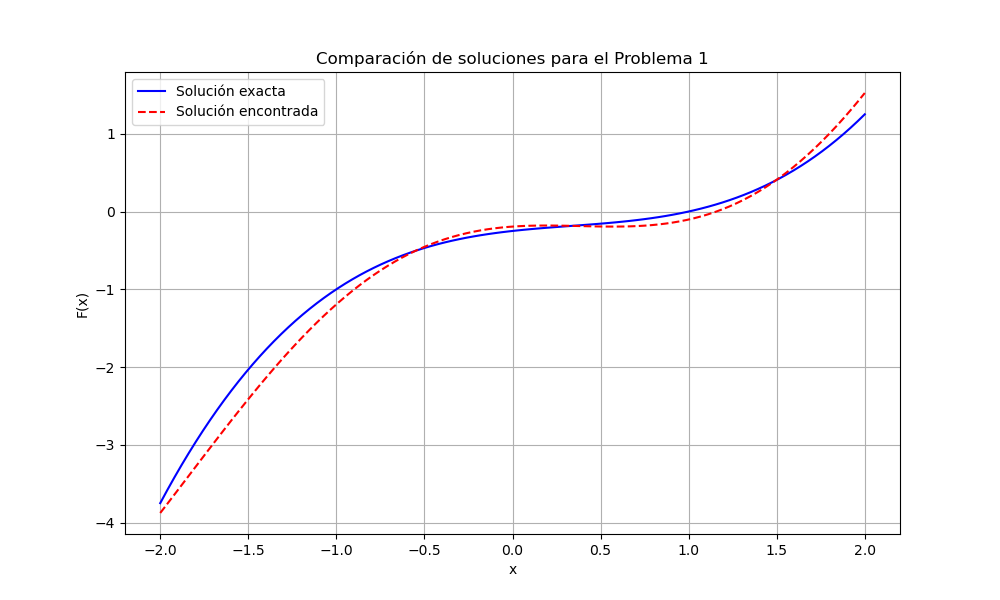 Comparación de soluciones para el Problema 1
Solución exacta
Solución encontrada
F(x)
1
0
−1
−2
−3
−4
−2.0 −1.5 −1.0 −0.5 0.0 0.5 1.0 1.5 2.0
x